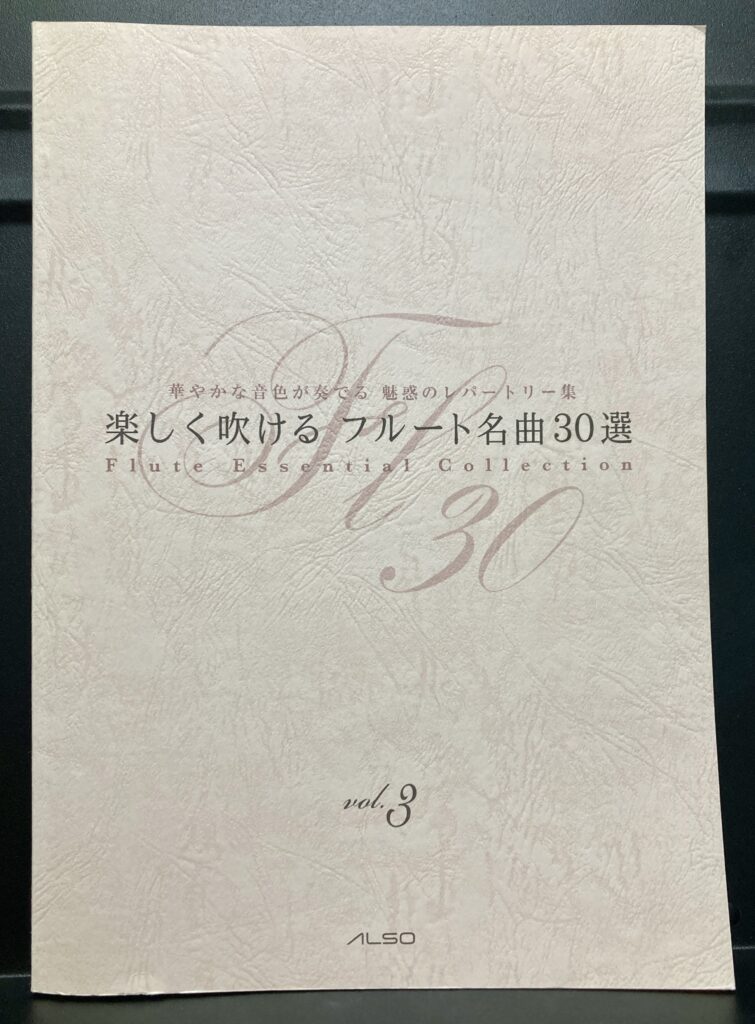 華やかな音色が奏でる 魅惑のレパートリー集
楽しく吹ける フルート名曲30選
Flute Essential Collection
Fl
30
vol.3
ALSO